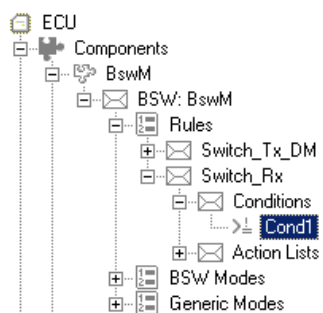 ECU
Components
BswM
BSW: BswM
Rules
Switch_Tx_DM
Switch_Rx
Conditions
Cond1
Action Lists
BSW Modes
Generic Modes